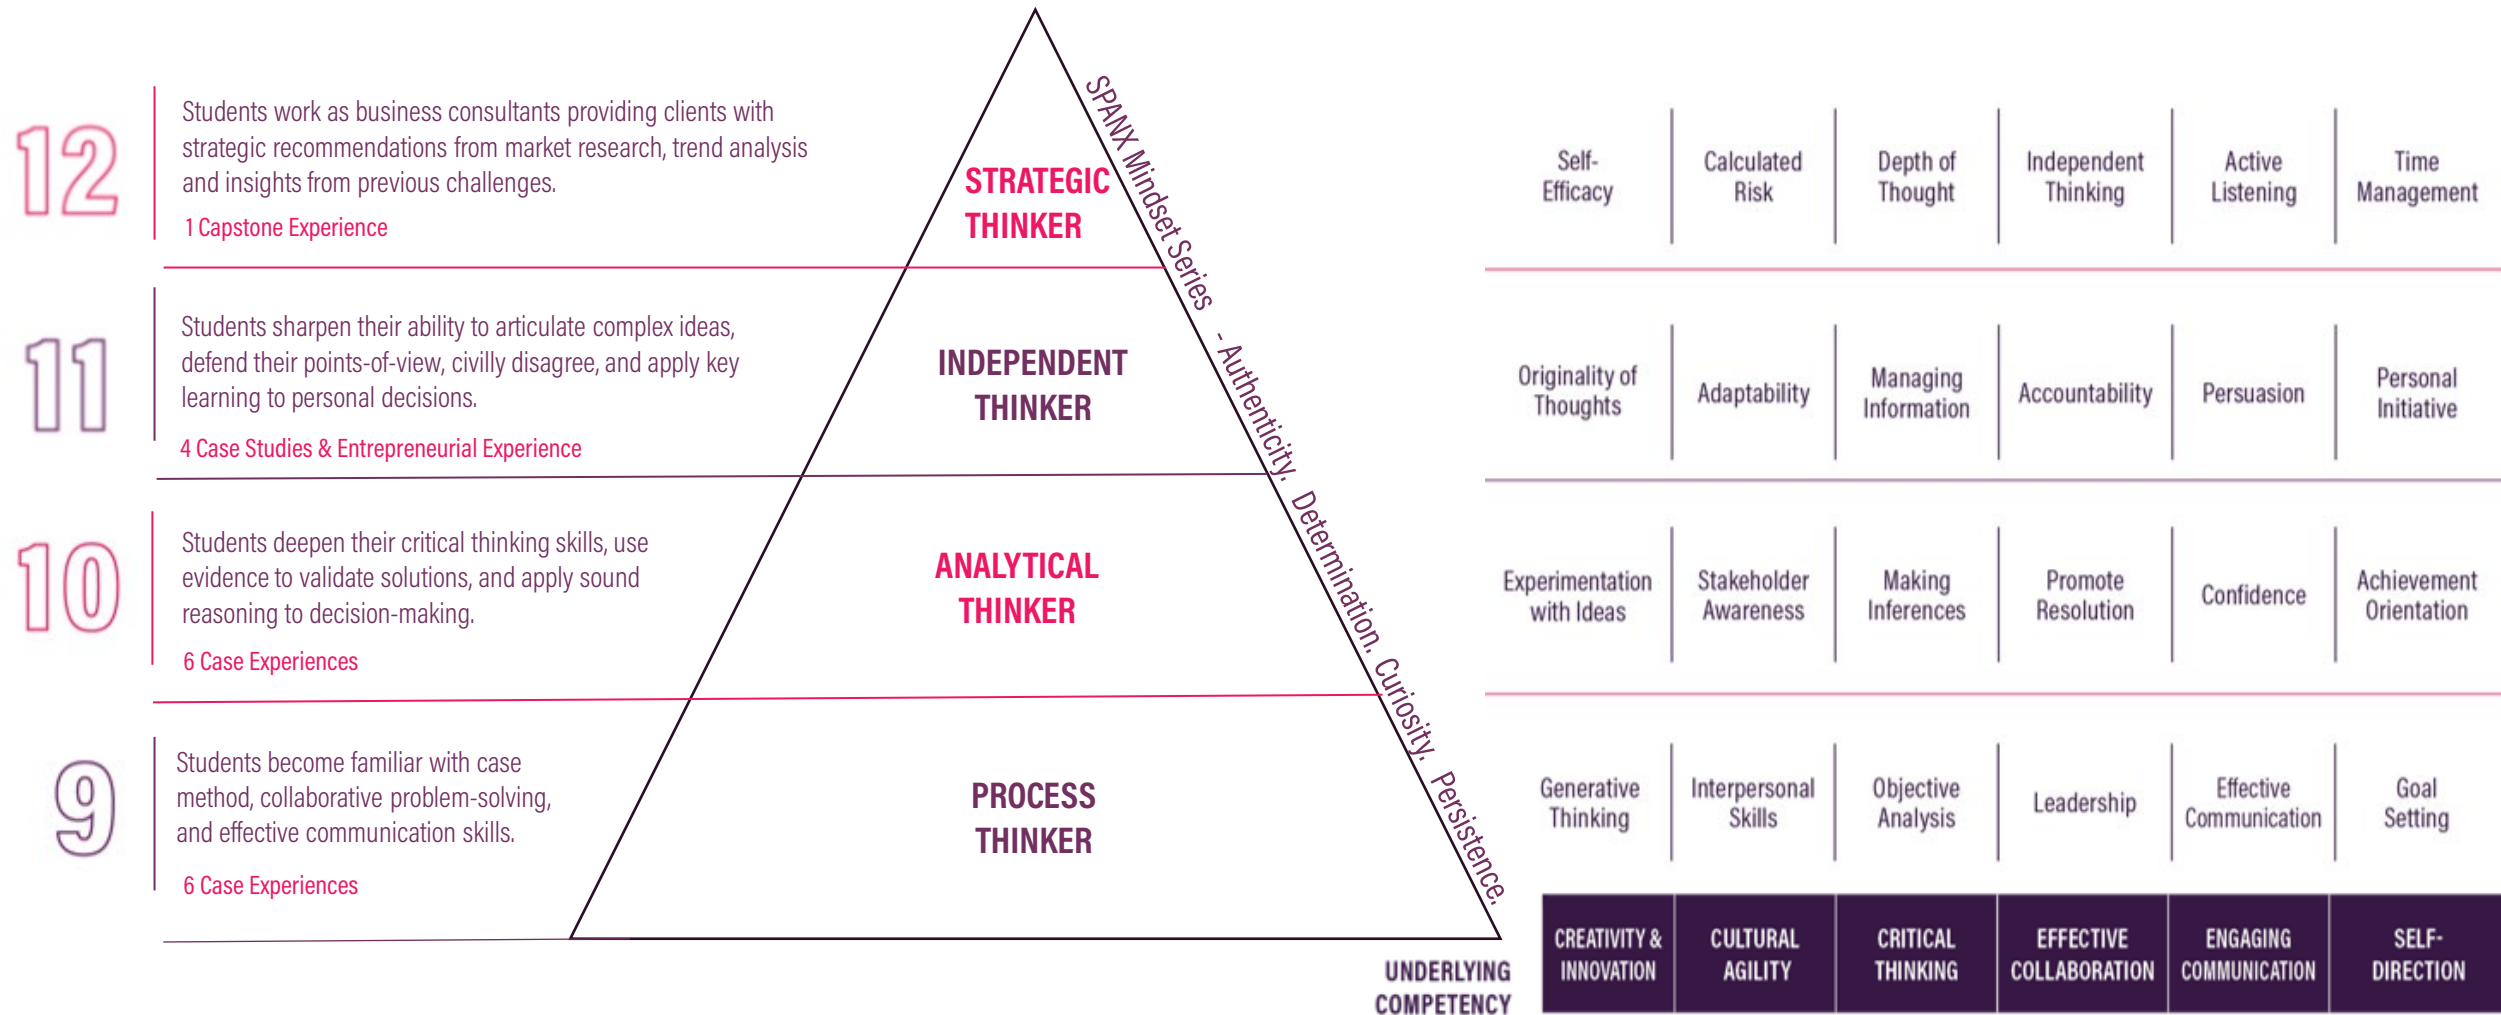 12
Students work as business consultants providing clients with
strategic recommendations from market research, trend analysis
and insights from previous challenges.
1 Capstone Experience
STRATEGIC
THINKER
Self-
Efficacy
Calculated
Risk
Depth of
Thought
Independent
Thinking
Active
Listening
Time
Management
11
Students sharpen their ability to articulate complex ideas,
defend their points-of-view, civilly disagree, and apply key
learning to personal decisions.
4 Case Studies & Entrepreneurial Experience
INDEPENDENT
THINKER
Originality of
Thoughts
Adaptability
Managing
Information
Accountability
Persuasion
Personal
Initiative
10
Students deepen their critical thinking skills, use
evidence to validate solutions, and apply sound
reasoning to decision-making.
6 Case Experiences
ANALYTICAL
THINKER
Experimentation
with Ideas
Stakeholder
Awareness
Making
Inferences
Promote
Resolution
Confidence
Achievement
Orientation
9
Students become familiar with case
method, collaborative problem-solving,
and effective communication skills.
6 Case Experiences
PROCESS
THINKER
Generative
Thinking
Interpersonal
Skills
Objective
Analysis
Leadership
Effective
Communication
Goal
Setting
SPANX Mindset Series - Authenticity, Determination. Curiosity, Persistence.
UNDERLYING
COMPETENCY
CREATIVITY &
INNOVATION
CULTURAL
AGILITY
CRITICAL
THINKING
EFFECTIVE
COLLABORATION
ENGAGING
COMMUNICATION
SELF-
DIRECTION